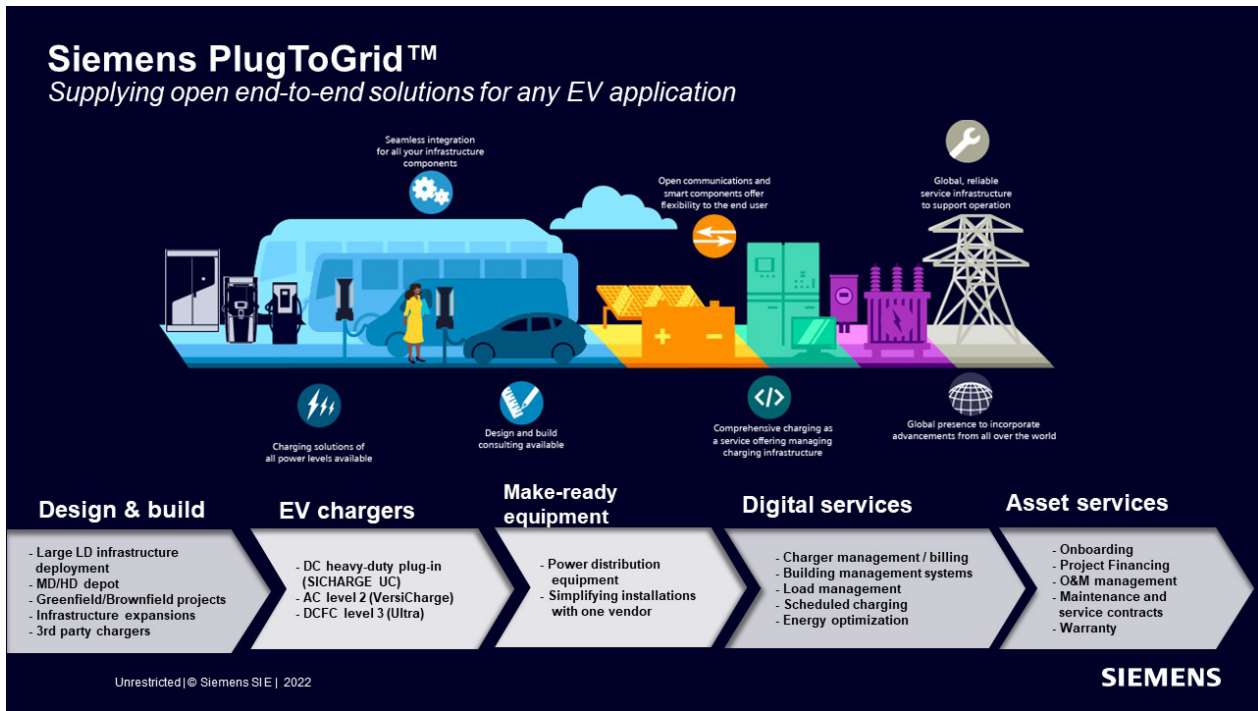 Siemens PlugToGrid™
Supplying open end-to-end solutions for any EV application
Seamless integration
for all your infrastructure
components
Open communications and
smart components offer
flexibility to the end user
Global, reliable
service infrastructure
to support operation
Charging solutions of
all power levels available
Design and build
consulting available
</>
Comprehensive charging as
a service offering managing
charging infrastructure
Global presence to incorporate
advancements from all over the world
Design & build
- Large LD infrastructure
deployment
- MD/HD depot
- Greenfield/Brownfield projects
- Infrastructure expansions
- 3rd party chargers
EV chargers
- DC heavy-duty plug-in
(SICHARGE UC)
- AC level 2 (VersiCharge)
- DCFC level 3 (Ultra)
Make-ready
equipment
- Power distribution
equipment
- Simplifying installations
with one vendor
Digital services
- Charger management / billing
- Building management systems
- Load management
- Scheduled charging
- Energy optimization
Asset services
- Onboarding
- Project Financing
- O&M management
- Maintenance and
service contracts
- Warranty
Unrestricted | © Siemens SIE | 2022
SIEMENS